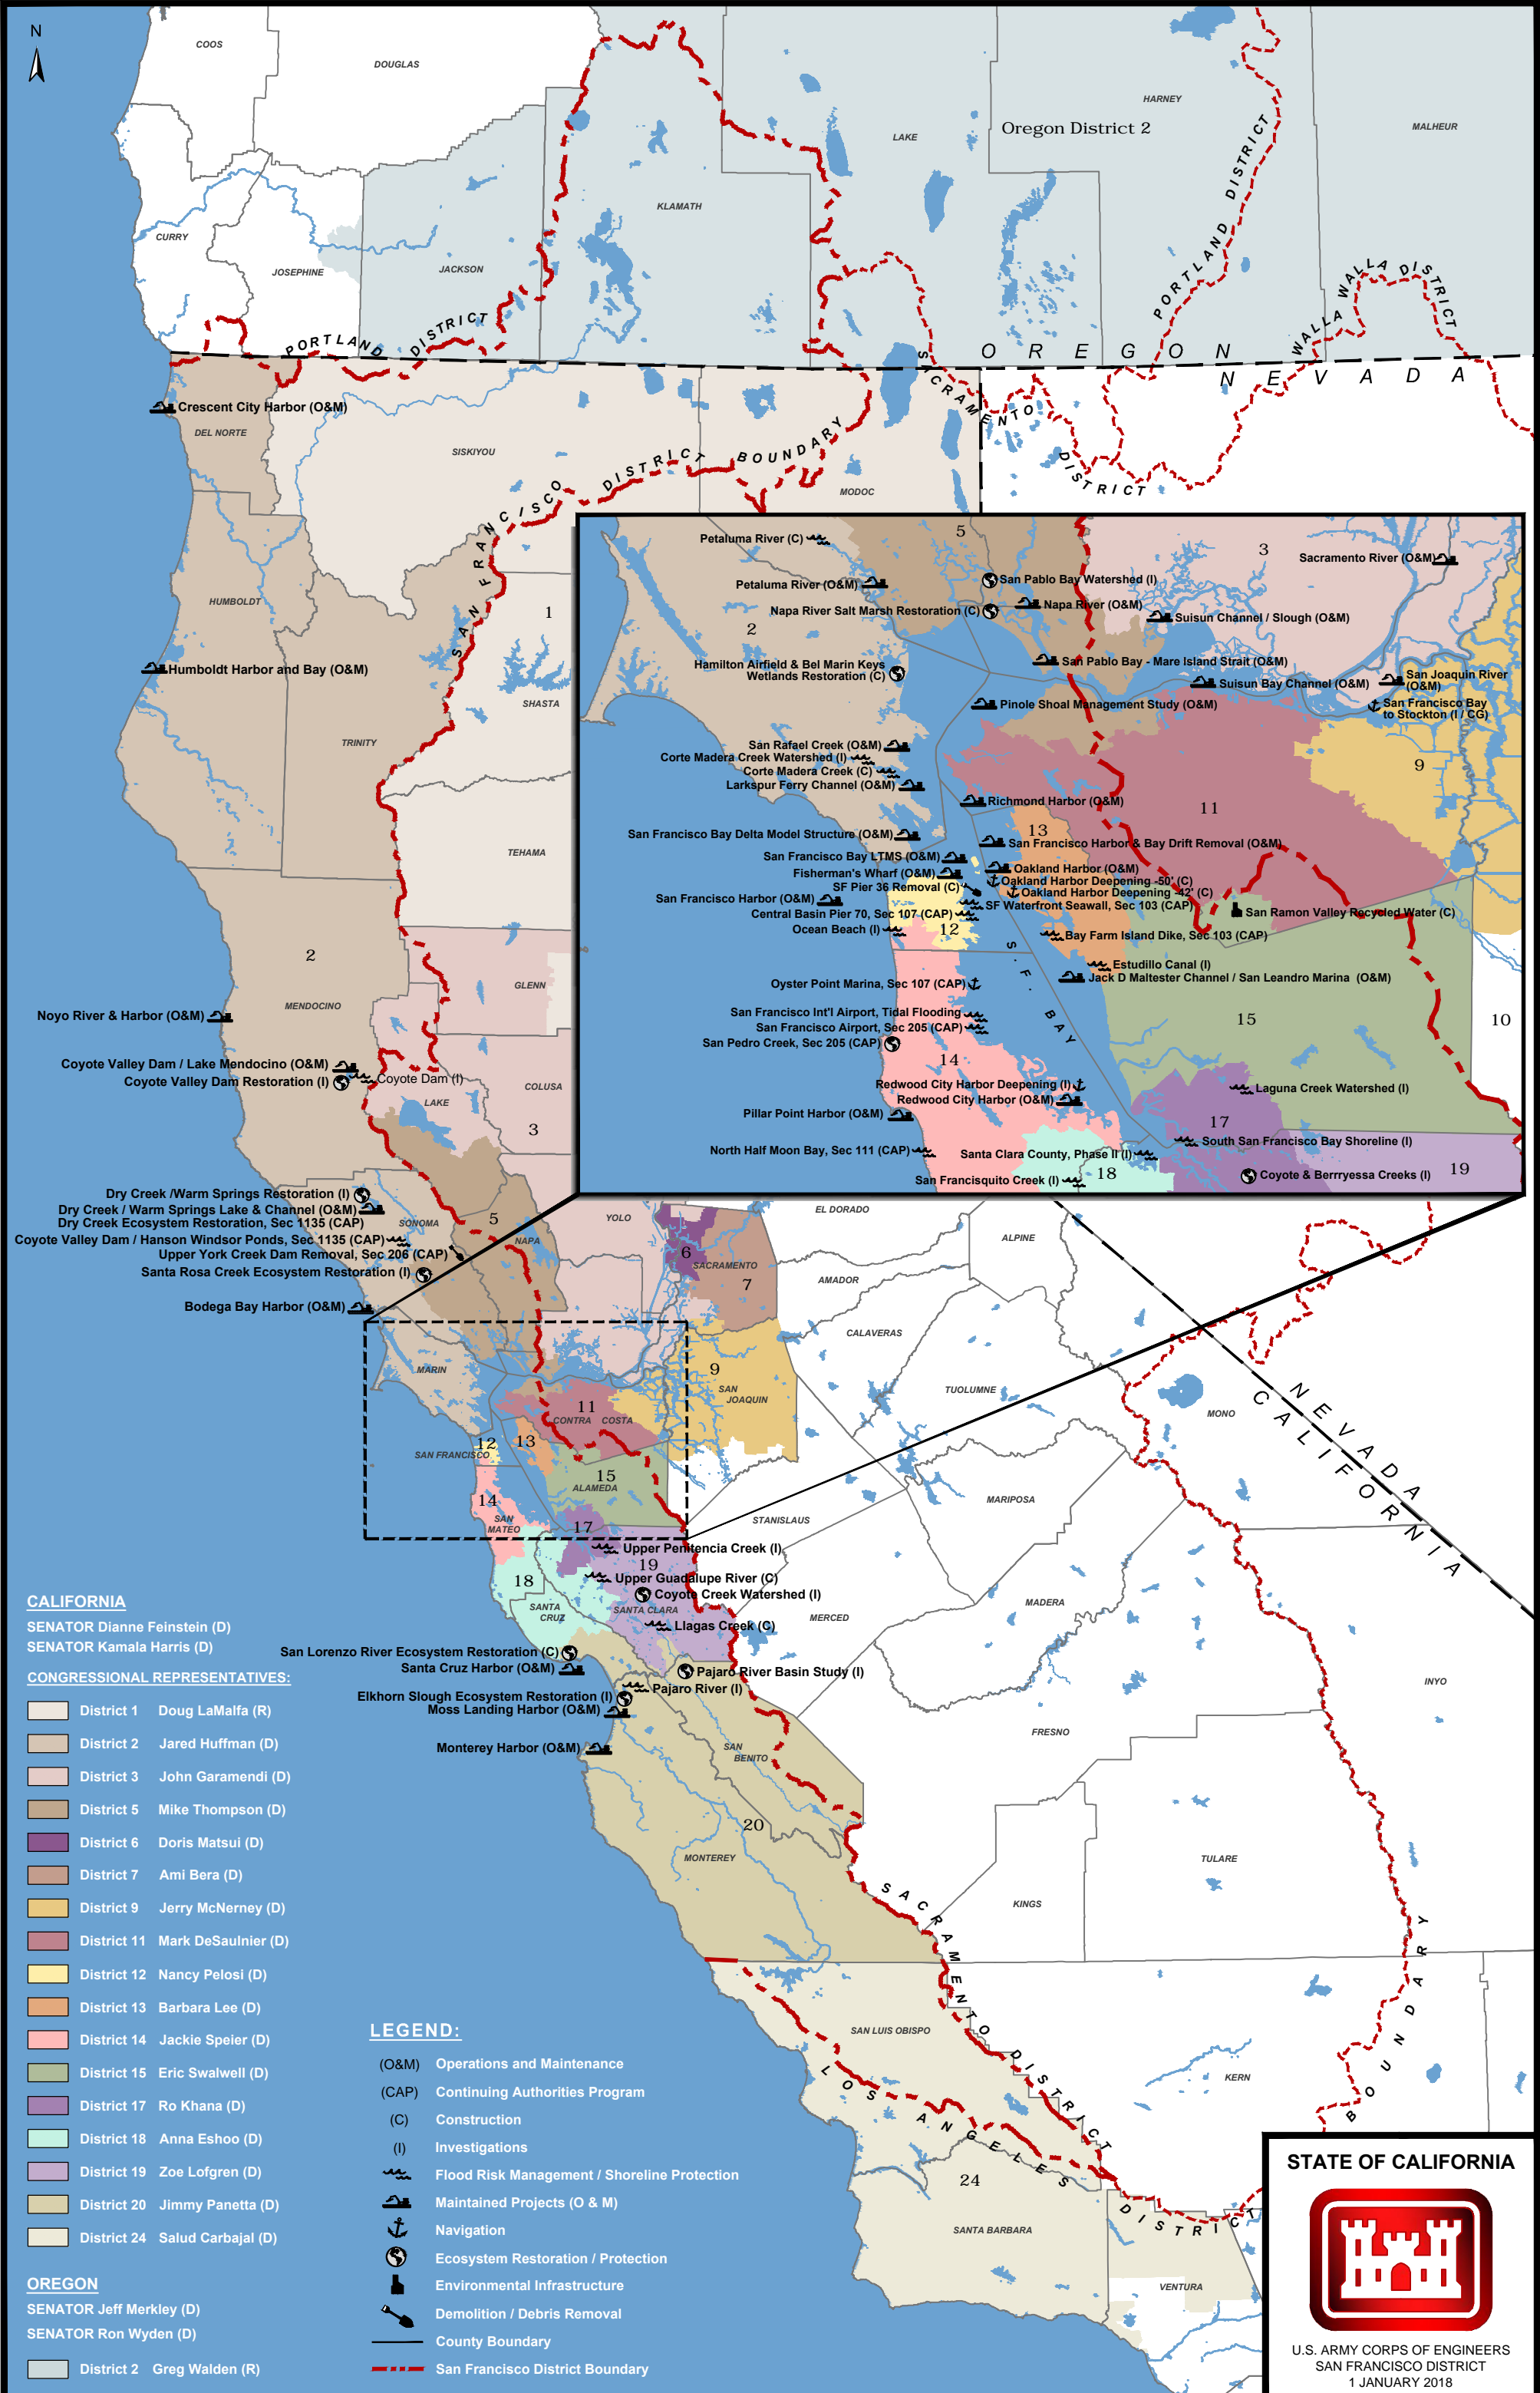 N
COOS
DOUGLAS
HARNEY
LAKE
Oregon District 2
MALHEUR
KLAMATH
CURRY
JOSEPHINE
JACKSON
PORTLAND DISTRICT
PORTLAND DISTRICT
WALLA WALLA DISTRICT
OREGON
NEVADA
SACRAMENTO DISTRICT
Crescent City Harbor (O&M)
DEL NORTE
SISKIYOU
MODOC
SAN FRANCISCO DISTRICT BOUNDARY
HUMBOLDT
1
Humboldt Harbor and Bay (O&M)
SHASTA
TRINITY
TEHAMA
2
GLENN
MENDOCINO
Noyo River & Harbor (O&M)
Coyote Valley Dam / Lake Mendocino (O&M)
Coyote Valley Dam Restoration (I)
Coyote Dam (I)
COLUSA
LAKE
3
Petaluma River (C)
5
3
Sacramento River (O&M)
Petaluma River (O&M)
San Pablo Bay Watershed (I)
Napa River Salt Marsh Restoration (C)
Napa River (O&M)
Suisun Channel / Slough (O&M)
2
Hamilton Airfield & Bel Marin Keys
Wetlands Restoration (C)
San Pablo Bay - Mare Island Strait (O&M)
Suisun Bay Channel (O&M)
San Joaquin River
(O&M)
San Francisco Bay
to Stockton (I / CG)
Pinole Shoal Management Study (O&M)
San Rafael Creek (O&M)
Corte Madera Creek Watershed (I)
Corte Madera Creek (C)
Larkspur Ferry Channel (O&M)
9
Richmond Harbor (O&M)
11
13
San Francisco Bay Delta Model Structure (O&M)
San Francisco Harbor & Bay Drift Removal (O&M)
San Francisco Bay LTMS (O&M)
Fisherman's Wharf (O&M)
Oakland Harbor (O&M)
Oakland Harbor Deepening -50' (C)
SF Pier 36 Removal (C)
Oakland Harbor Deepening -42' (C)
San Francisco Harbor (O&M)
SF Waterfront Seawall, Sec 103 (CAP)
Central Basin Pier 70, Sec 107 (CAP)
San Ramon Valley Recycled Water (C)
Ocean Beach (I)
12
Bay Farm Island Dike, Sec 103 (CAP)
Estudillo Canal (I)
Jack D Maltester Channel / San Leandro Marina (O&M)
Oyster Point Marina, Sec 107 (CAP)
S.F. BAY
San Francisco Int'l Airport, Tidal Flooding
San Francisco Airport, Sec 205 (CAP)
San Pedro Creek, Sec 205 (CAP)
15
10
14
Redwood City Harbor Deepening (I)
Redwood City Harbor (O&M)
Laguna Creek Watershed (I)
Pillar Point Harbor (O&M)
17
South San Francisco Bay Shoreline (I)
North Half Moon Bay, Sec 111 (CAP)
Santa Clara County, Phase II (I)
San Francisquito Creek (I)
18
Coyote & Berrryessa Creeks (I)
19
Dry Creek /Warm Springs Restoration (I)
Dry Creek / Warm Springs Lake & Channel (O&M)
Dry Creek Ecosystem Restoration, Sec 1135 (CAP)
Coyote Valley Dam / Hanson Windsor Ponds, Sec 1135 (CAP)
Upper York Creek Dam Removal, Sec 206 (CAP)
Santa Rosa Creek Ecosystem Restoration (I)
Bodega Bay Harbor (O&M)
SONOMA
5
NAPA
YOLO
6
SACRAMENTO
7
EL DORADO
ALPINE
AMADOR
CALAVERAS
TUOLUMNE
MONO
NEVADA
CALIFORNIA
MARIN
9
SAN
JOAQUIN
11
CONTRA COSTA
12
13
SAN FRANCISCO
15
ALAMEDA
14
SAN
MATEO
17
STANISLAUS
MARIPOSA
Upper Penitencia Creek (I)
19
18
Upper Guadalupe River (C)
Coyote Creek Watershed (I)
SANTA
CRUZ
SANTA CLARA
Llagas Creek (C)
MERCED
MADERA
San Lorenzo River Ecosystem Restoration (C)
Santa Cruz Harbor (O&M)
Pajaro River Basin Study (I)
Pajaro River (I)
Elkhorn Slough Ecosystem Restoration (I)
Moss Landing Harbor (O&M)
Monterey Harbor (O&M)
SAN
BENITO
FRESNO
INYO
20
MONTEREY
TULARE
KINGS
SACRAMENTO DISTRICT
BOUNDARY
SAN LUIS OBISPO
KERN
LOS ANGELES DISTRICT
24
SANTA BARBARA
VENTURA
CALIFORNIA
SENATOR Dianne Feinstein (D)
SENATOR Kamala Harris (D)
CONGRESSIONAL REPRESENTATIVES:
District 1 Doug LaMalfa (R)
District 2 Jared Huffman (D)
District 3 John Garamendi (D)
District 5 Mike Thompson (D)
District 6 Doris Matsui (D)
District 7 Ami Bera (D)
District 9 Jerry McNerney (D)
District 11 Mark DeSaulnier (D)
District 12 Nancy Pelosi (D)
District 13 Barbara Lee (D)
District 14 Jackie Speier (D)
District 15 Eric Swalwell (D)
District 17 Ro Khana (D)
District 18 Anna Eshoo (D)
District 19 Zoe Lofgren (D)
District 20 Jimmy Panetta (D)
District 24 Salud Carbajal (D)
OREGON
SENATOR Jeff Merkley (D)
SENATOR Ron Wyden (D)
District 2 Greg Walden (R)
LEGEND:
(O&M) Operations and Maintenance
(CAP) Continuing Authorities Program
(C) Construction
(I) Investigations
Flood Risk Management / Shoreline Protection
Maintained Projects (O & M)
Navigation
Ecosystem Restoration / Protection
Environmental Infrastructure
Demolition / Debris Removal
County Boundary
San Francisco District Boundary
STATE OF CALIFORNIA
U.S. ARMY CORPS OF ENGINEERS
SAN FRANCISCO DISTRICT
1 JANUARY 2018